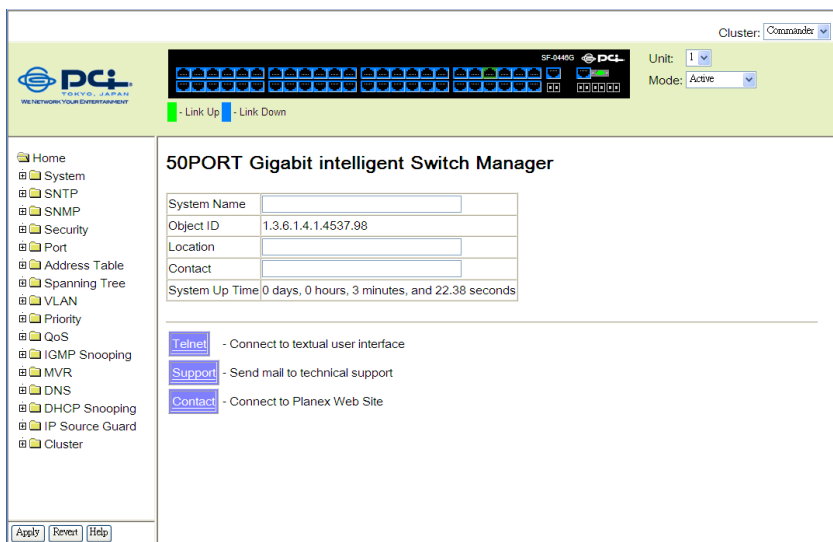 Cluster: Commander
PCi
TOKYO, JAPAN
WE NETWORK YOUR ENTERTAINMENT
SF-0446G PCi
Unit: 1
Mode: Active
- Link Up - Link Down
Home
System
SNTP
SNMP
Security
Port
Address Table
Spanning Tree
VLAN
Priority
QoS
IGMP Snooping
MVR
DNS
DHCP Snooping
IP Source Guard
Cluster
Apply Revert Help
50PORT Gigabit intelligent Switch Manager
System Name
Object ID 1.3.6.1.4.1.4537.98
Location
Contact
System Up Time 0 days, 0 hours, 3 minutes, and 22.38 seconds
Telnet - Connect to textual user interface
Support - Send mail to technical support
Contact - Connect to Planex Web Site